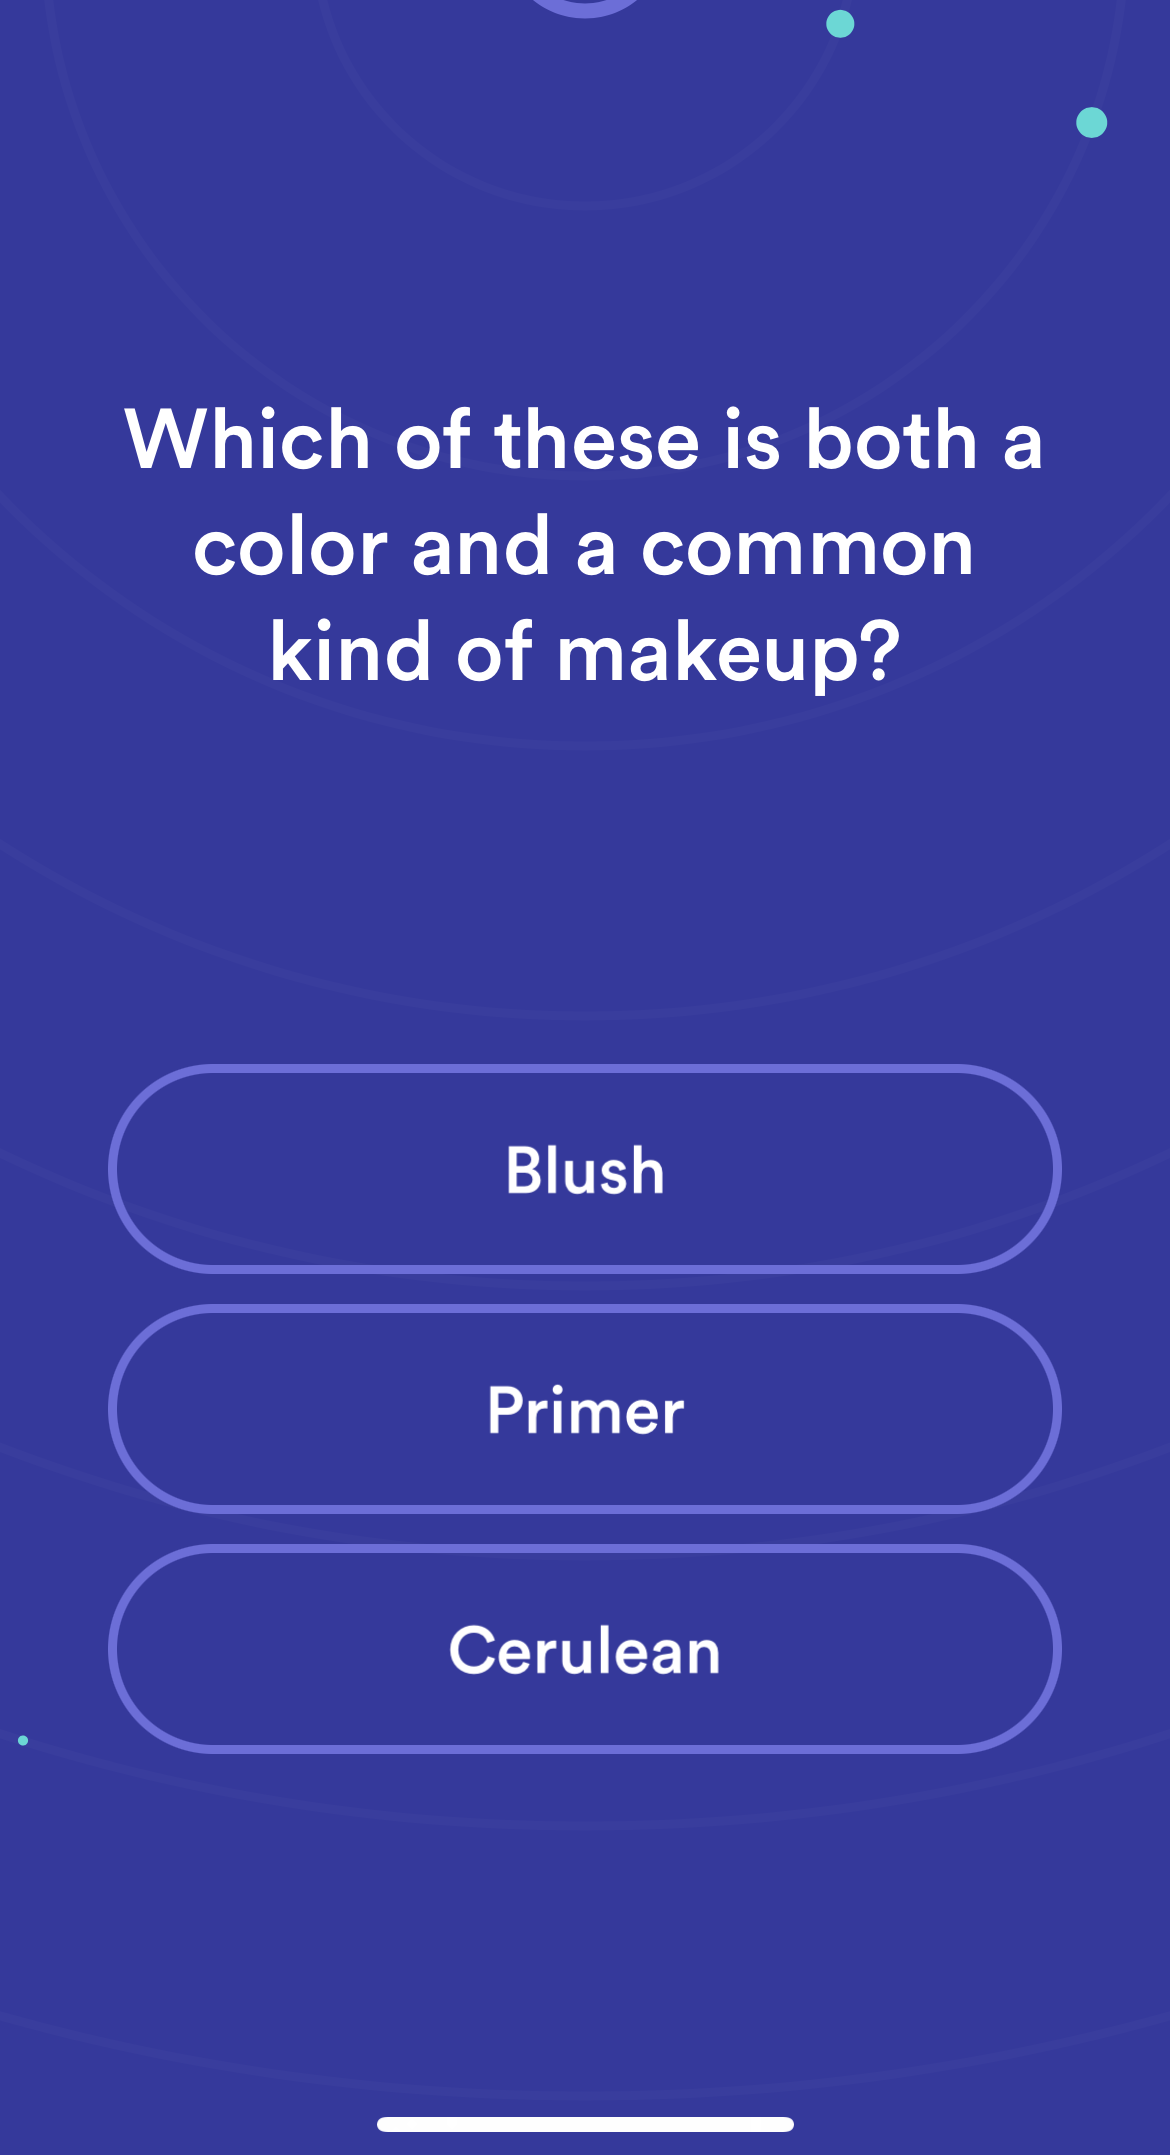 Which of these is both a
color and a common
kind of makeup?
Blush
Primer
Cerulean